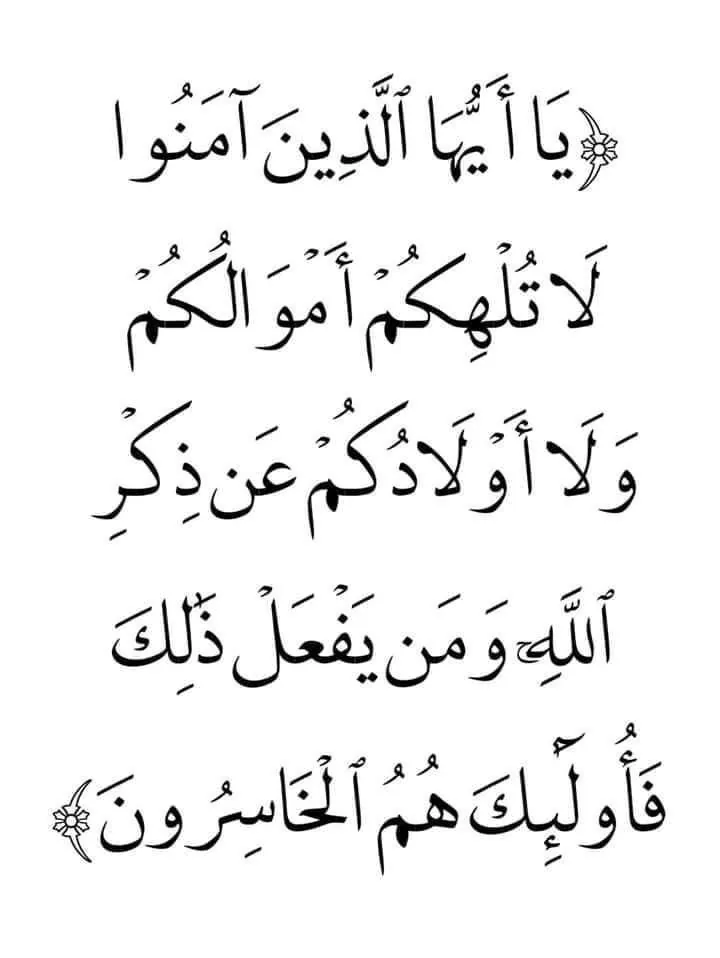 ﴿يَا أَيُّهَا ٱلَّذِينَ آمَنُوا
لَا تُلْهِكُمْ أَمْوَالُكُمْ
وَلَا أَوْلَادُكُمْ عَن ذِكْرِ
ٱللَّهِۚ وَمَن يَفْعَلْ ذَٰلِكَ
فَأُولَٰٓئِكَ هُمُ ٱلْخَاسِرُونَ﴾